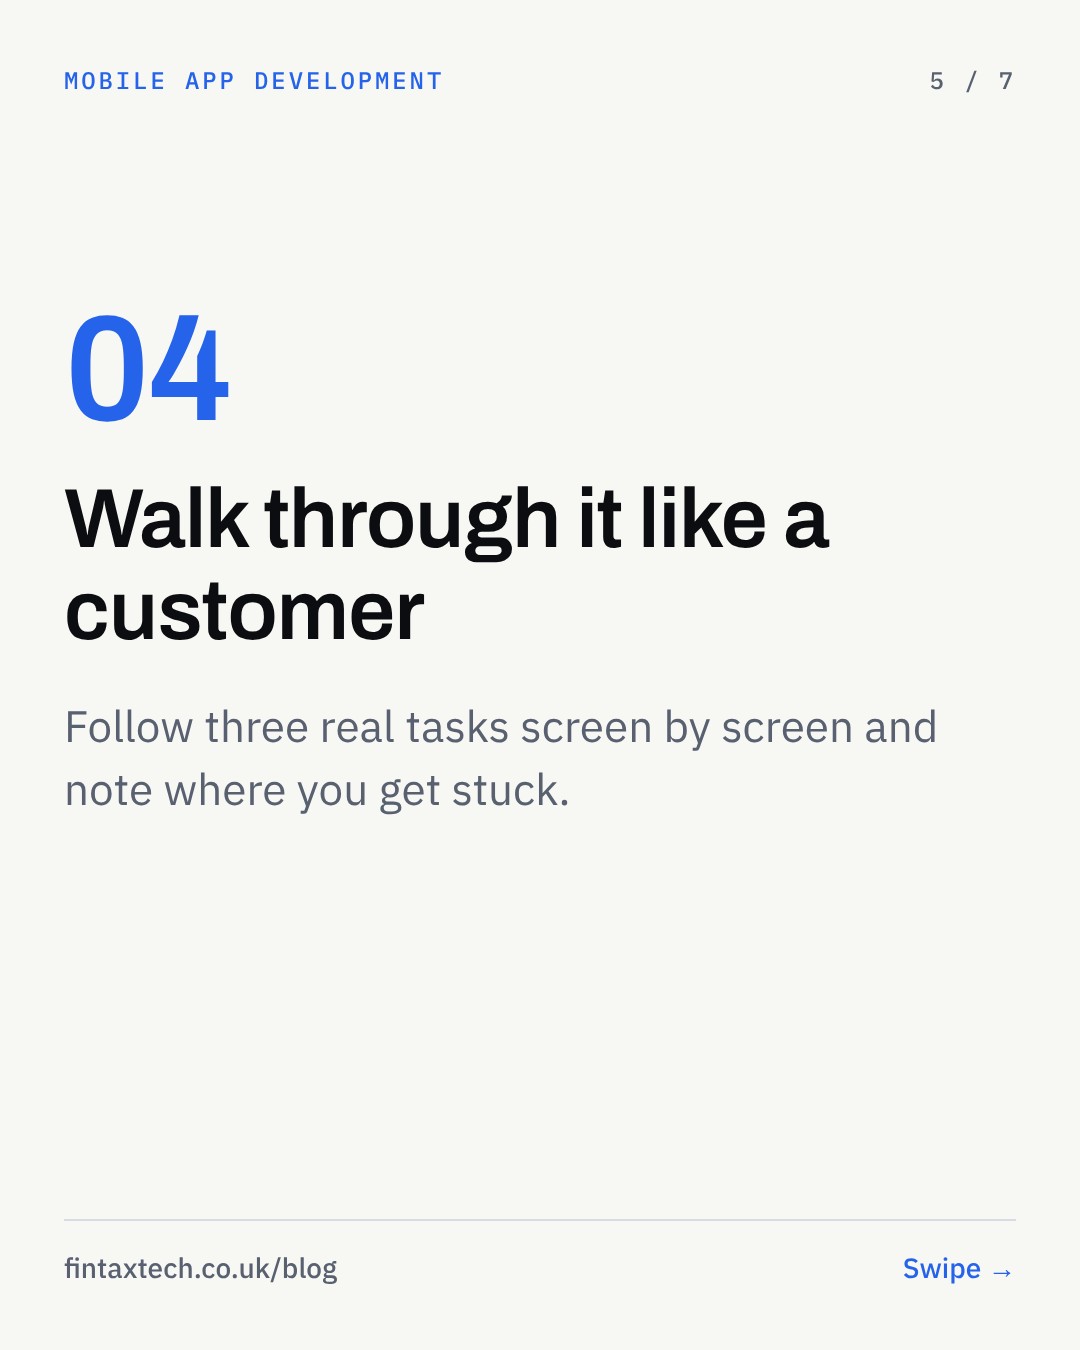 MOBILE APP DEVELOPMENT
5 / 7
04
Walk through it like a
customer
Follow three real tasks screen by screen and
note where you get stuck.
fintaxtech.co.uk/blog
Swipe →